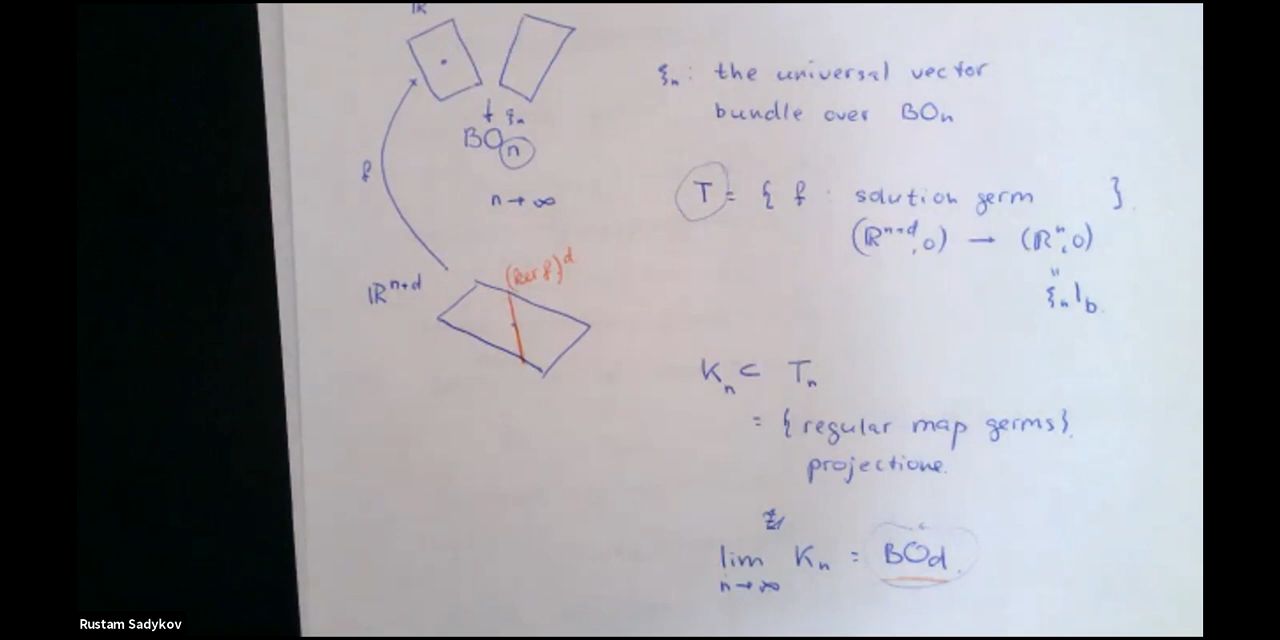 ℝ
ξₙ: the universal vector
bundle over BOₙ
↓ ξₙ
BOₙ
f
n → ∞
T = { f : solution germ }.
(ℝⁿ⁺ᵈ, 0) → (ℝⁿ, 0)
"
ξₙ|b.
ℝⁿ⁺ᵈ
(ker f)ᵈ
Kₙ ⊂ Tₙ
= { regular map germs }.
projections.
lim Kₙ = BOd.
n→∞
Rustam Sadykov